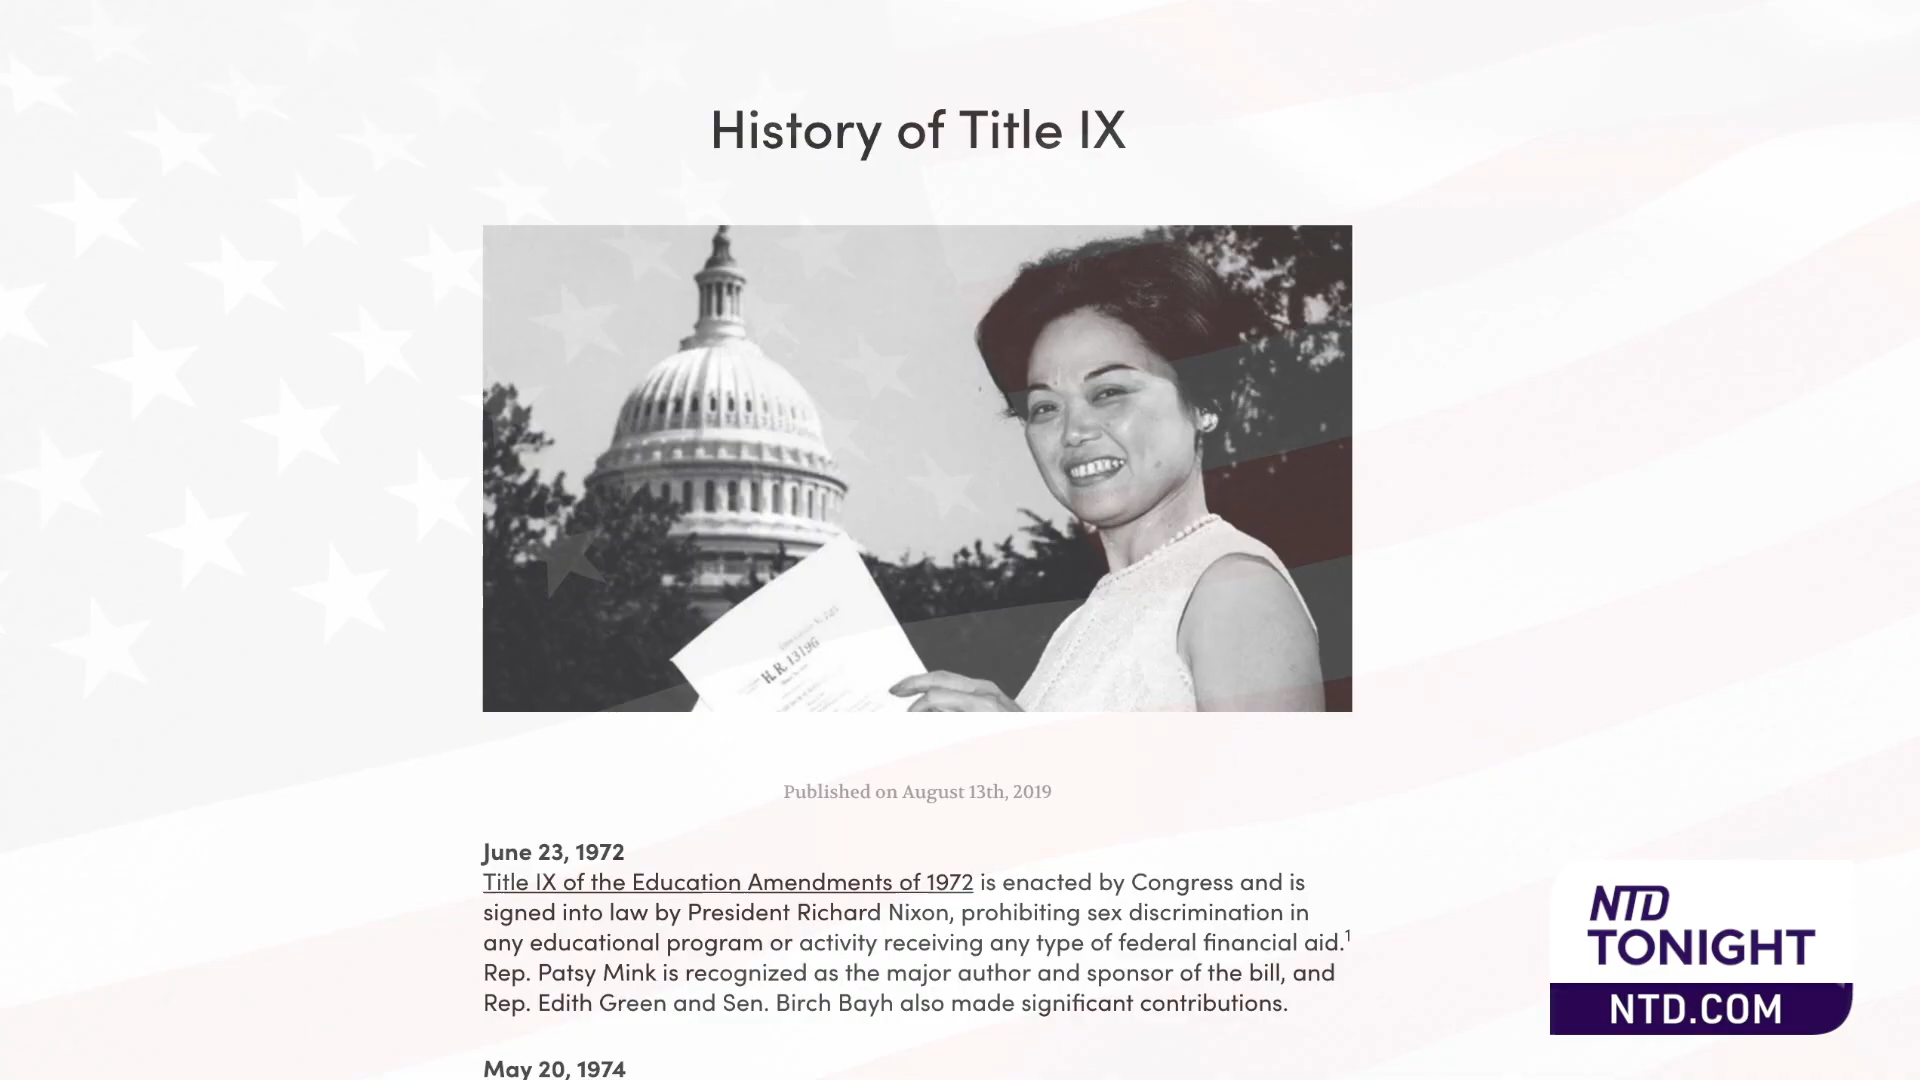 History of Title IX
H. R. 13196
Published on August 13th, 2019
June 23, 1972
Title IX of the Education Amendments of 1972 is enacted by Congress and is
signed into law by President Richard Nixon, prohibiting sex discrimination in
any educational program or activity receiving any type of federal financial aid.¹
Rep. Patsy Mink is recognized as the major author and sponsor of the bill, and
Rep. Edith Green and Sen. Birch Bayh also made significant contributions.
May 20, 1974
NTD
TONIGHT
NTD.COM